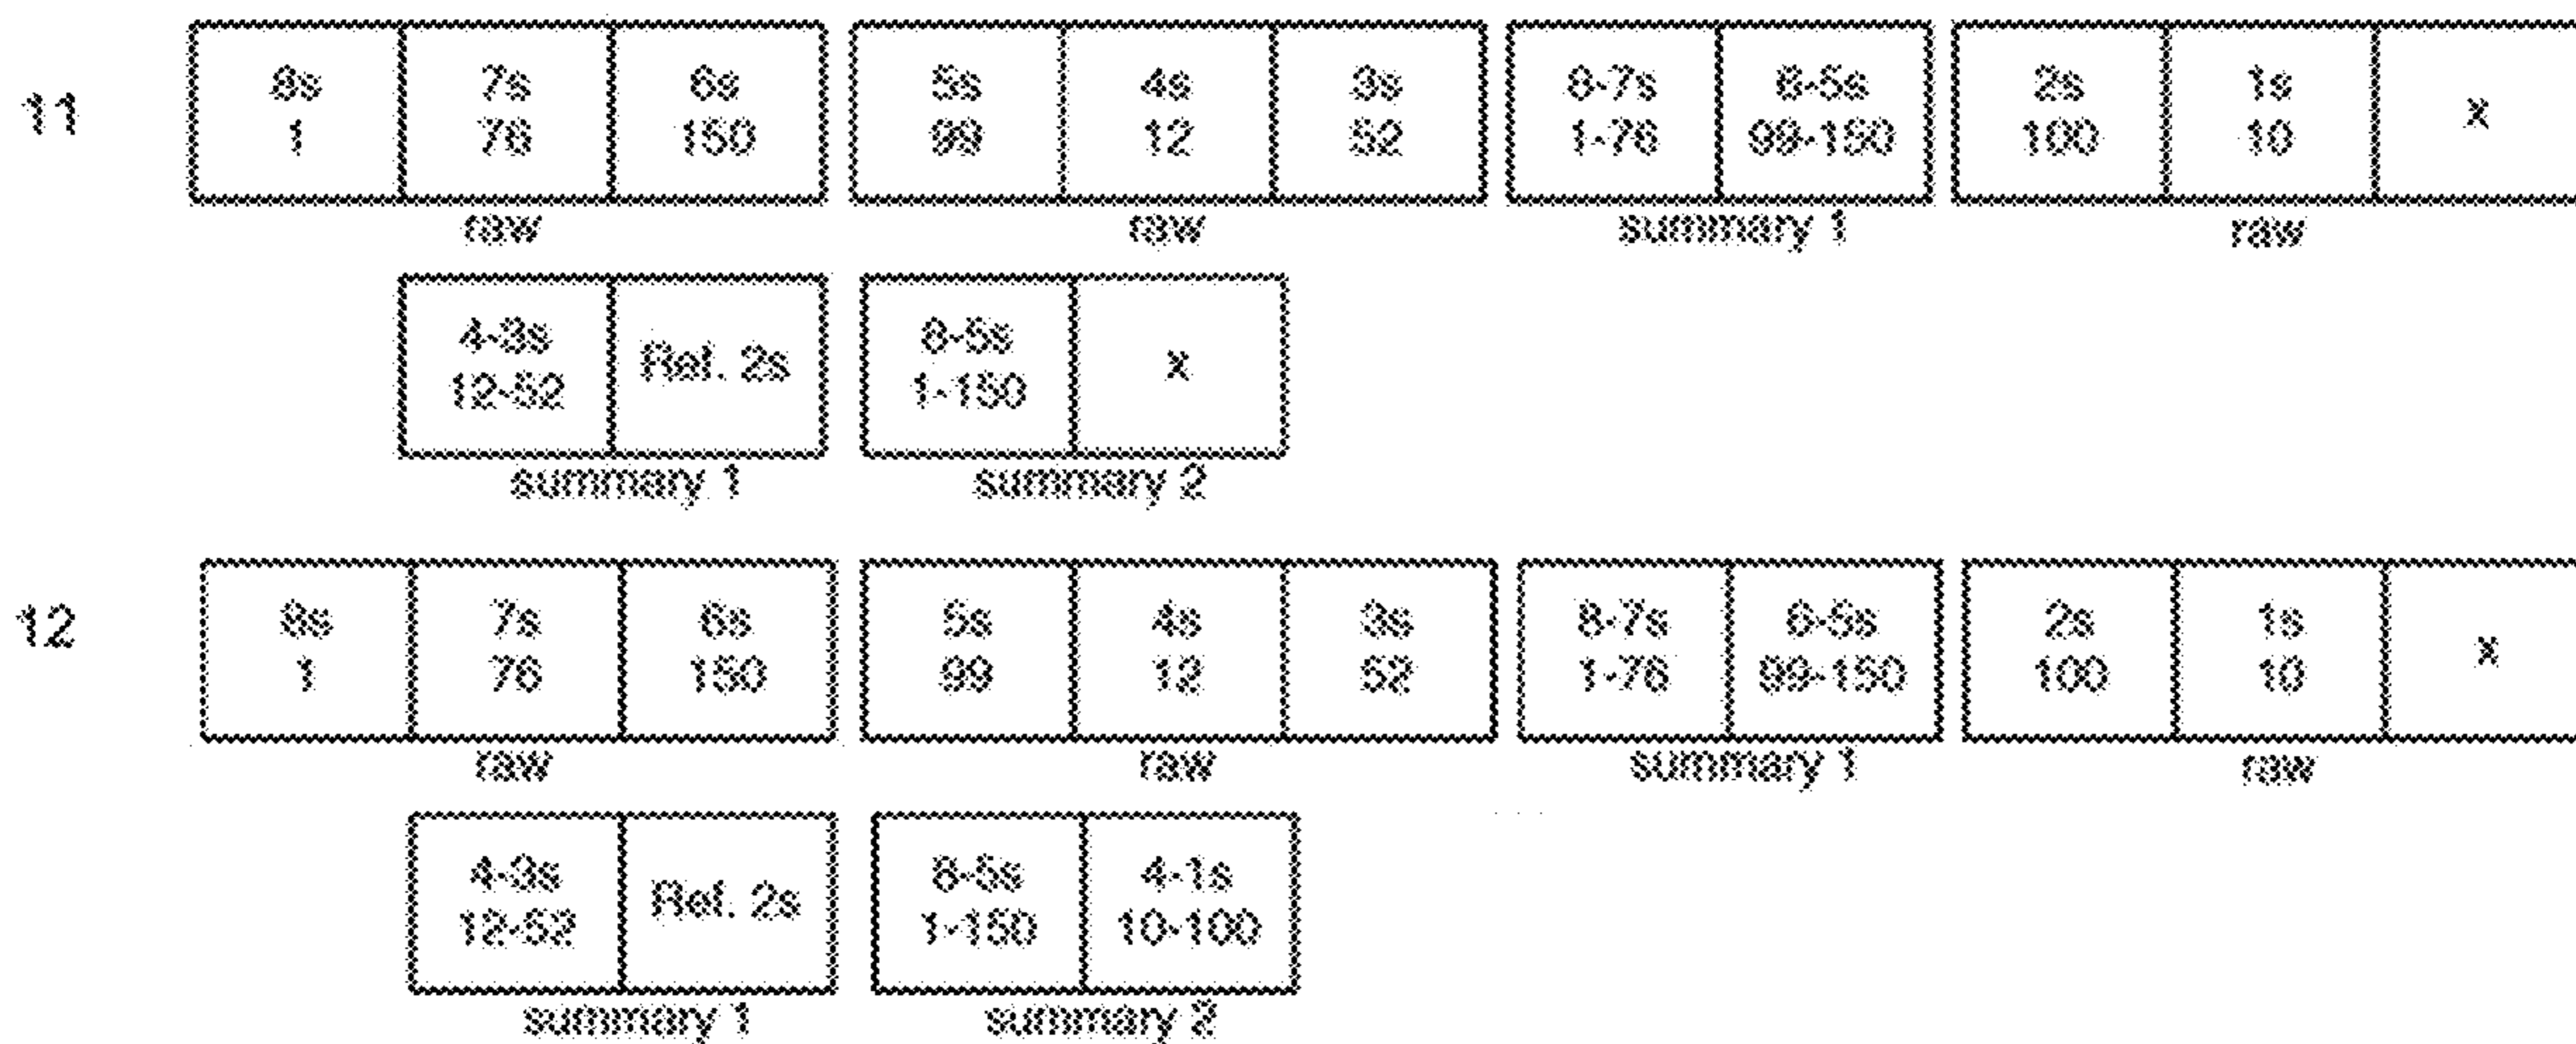 11
8s 7s 6s 5s 4s 3s 8-7s 6-5s 2s 1s x
1 76 150 99 12 52 1-76 99-150 100 10
raw raw summary 1 raw
4-3s Ref. 2s 8-5s x
12-52 1-150
summary 1 summary 2
12
8s 7s 6s 5s 4s 3s 8-7s 6-5s 2s 1s x
1 76 150 99 12 52 1-76 99-150 100 10
raw raw summary 1 raw
4-3s Ref. 2s 8-5s 4-1s
12-52 1-150 10-100
summary 1 summary 2